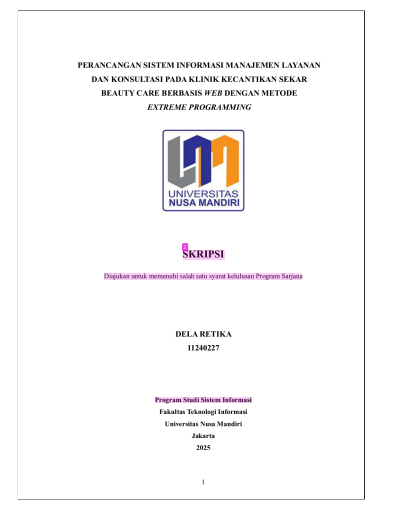 PERANCANGAN SISTEM INFORMASI MANAJEMEN LAYANAN
DAN KONSULTASI PADA KLINIK KECANTIKAN SEKAR
BEAUTY CARE BERBASIS WEB DENGAN METODE
EXTREME PROGRAMMING
UNIVERSITAS
NUSA MANDIRI
2
SKRIPSI
Diajukan untuk memenuhi salah satu syarat kelulusan Program Sarjana
DELA RETIKA
11240227
Program Studi Sistem Informasi
Fakultas Teknologi Informasi
Universitas Nusa Mandiri
Jakarta
2025
1